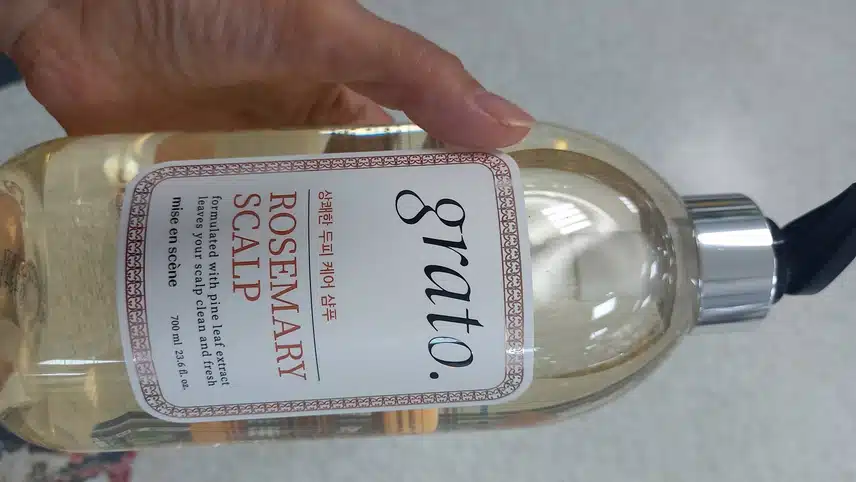 grato.
상쾌한 두피 케어 샴푸
ROSEMARY
SCALP
formulated with pine leaf extract
leaves your scalp clean and fresh
mise en scène 700 ml 23.6 fl. oz.